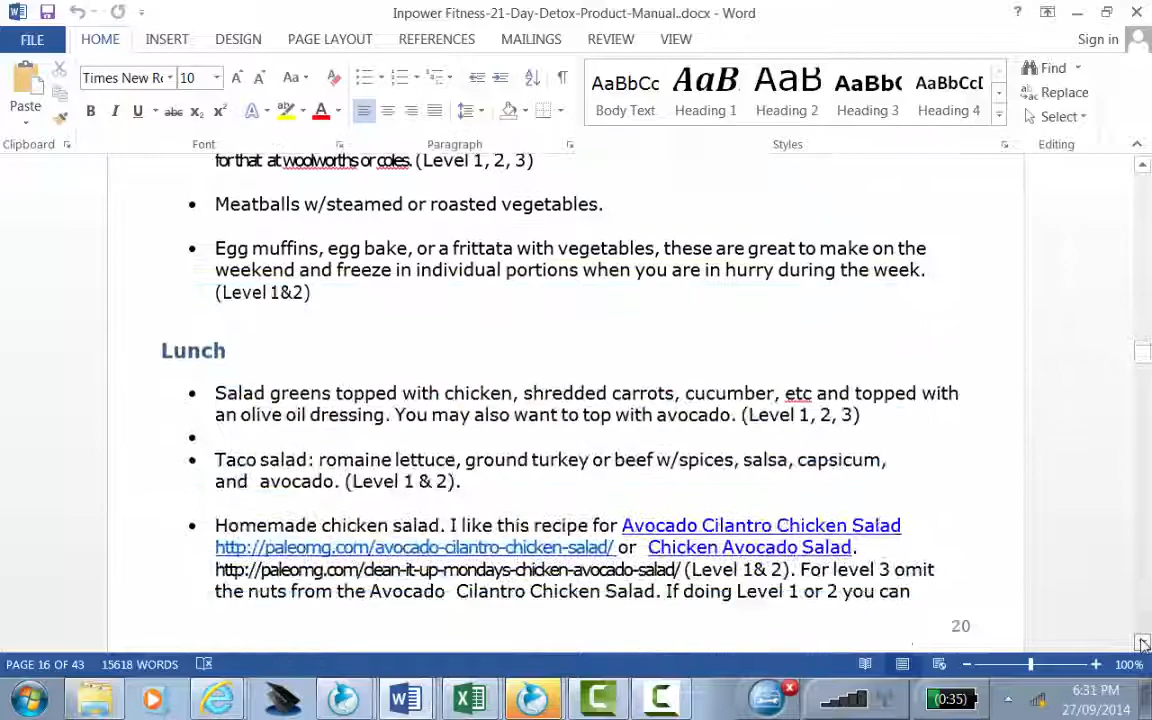 Inpower Fitness-21-Day-Detox-Product-Manual..docx - Word
FILE HOME INSERT DESIGN PAGE LAYOUT REFERENCES MAILINGS REVIEW VIEW Sign in
Times New Ro 10
Paste
Clipboard Font Paragraph Styles Editing
AaBbCc AaBbC AaBbC AaBbC AaBbCcD
Body Text Heading 1 Heading 2 Heading 3 Heading 4
Find
Replace
Select
for that at woolworths or coles. (Level 1, 2, 3)
• Meatballs w/steamed or roasted vegetables.
• Egg muffins, egg bake, or a frittata with vegetables, these are great to make on the
weekend and freeze in individual portions when you are in hurry during the week.
(Level 1&2)
Lunch
• Salad greens topped with chicken, shredded carrots, cucumber, etc and topped with
an olive oil dressing. You may also want to top with avocado. (Level 1, 2, 3)
•
• Taco salad: romaine lettuce, ground turkey or beef w/spices, salsa, capsicum,
and avocado. (Level 1 & 2).
• Homemade chicken salad. I like this recipe for Avocado Cilantro Chicken Salad
http://paleomg.com/avocado-cilantro-chicken-salad/ or Chicken Avocado Salad.
http://paleomg.com/clean-it-up-mondays-chicken-avocado-salad/ (Level 1& 2). For level 3 omit
the nuts from the Avocado Cilantro Chicken Salad. If doing Level 1 or 2 you can
20
PAGE 16 OF 43 15618 WORDS 100%
(0:35)
6:31 PM
27/09/2014